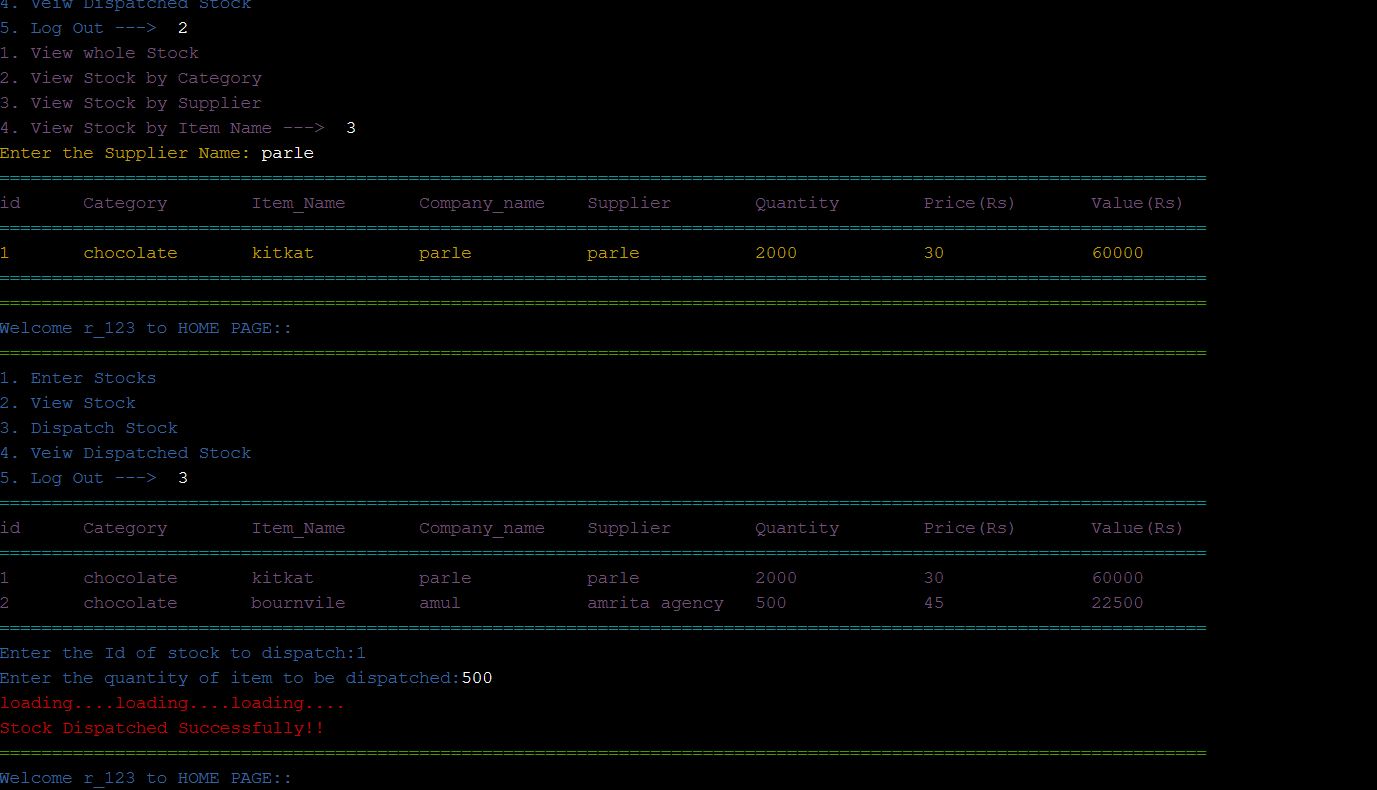 4. Veiw Dispatched Stock
5. Log Out --->  2
1. View whole Stock
2. View Stock by Category
3. View Stock by Supplier
4. View Stock by Item Name --->  3
Enter the Supplier Name: parle
===================================================================================================================
id      Category        Item_Name       Company_name    Supplier        Quantity        Price(Rs)       Value(Rs)
===================================================================================================================
1       chocolate       kitkat          parle           parle           2000            30              60000
===================================================================================================================
===================================================================================================================
Welcome r_123 to HOME PAGE::
===================================================================================================================
1. Enter Stocks
2. View Stock
3. Dispatch Stock
4. Veiw Dispatched Stock
5. Log Out --->  3
===================================================================================================================
id      Category        Item_Name       Company_name    Supplier        Quantity        Price(Rs)       Value(Rs)
===================================================================================================================
1       chocolate       kitkat          parle           parle           2000            30              60000
2       chocolate       bournvile       amul            amrita agency   500             45              22500
===================================================================================================================
Enter the Id of stock to dispatch:1
Enter the quantity of item to be dispatched:500
loading....loading....loading....
Stock Dispatched Successfully!!
===================================================================================================================
Welcome r_123 to HOME PAGE::